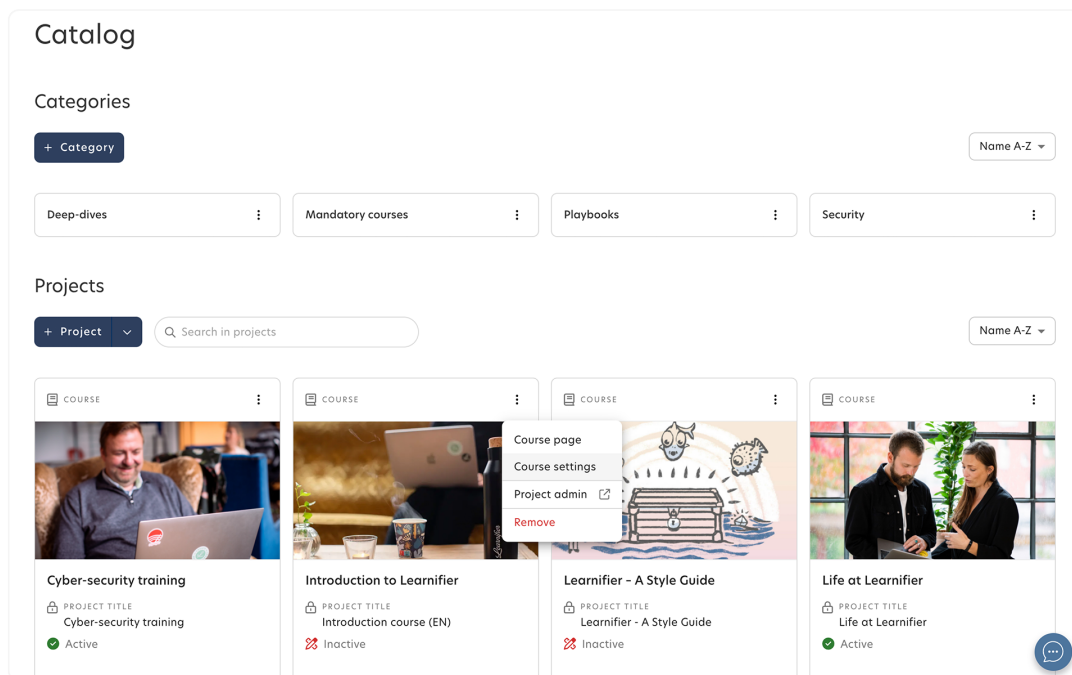 Catalog
Categories
+ Category
Name A-Z
Deep-dives
Mandatory courses
Playbooks
Security
Projects
+ Project
Search in projects
Name A-Z
COURSE
COURSE
COURSE
COURSE
Course page
Course settings
Project admin
Remove
Learnifier
Cyber-security training
Introduction to Learnifier
Learnifier – A Style Guide
Life at Learnifier
PROJECT TITLE
Cyber-security training
PROJECT TITLE
Introduction course (EN)
PROJECT TITLE
Learnifier - A Style Guide
PROJECT TITLE
Life at Learnifier
Active
Inactive
Inactive
Active